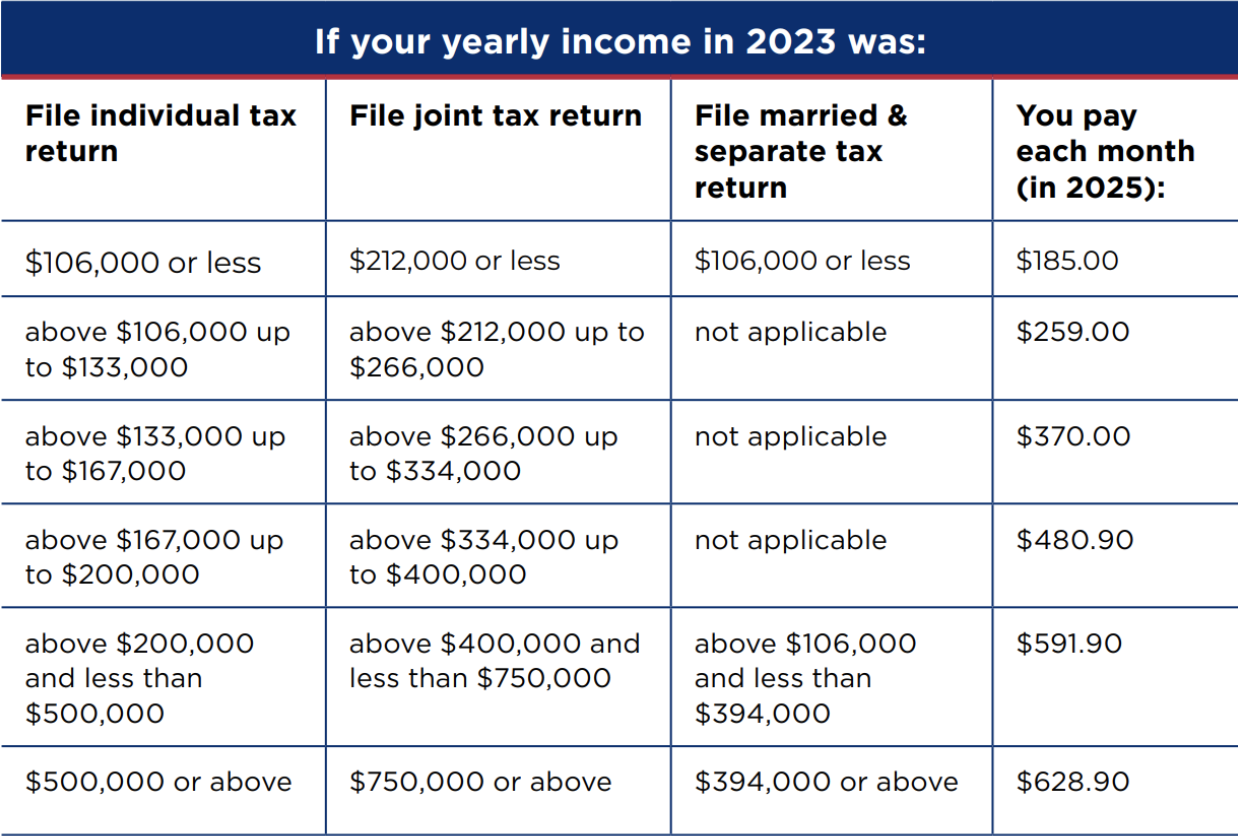 If your yearly income in 2023 was:
File individual tax
return
File joint tax return
File married &
separate tax
return
You pay
each month
(in 2025):
$106,000 or less
$212,000 or less
$106,000 or less
$185.00
above $106,000 up
to $133,000
above $212,000 up to
$266,000
not applicable
$259.00
above $133,000 up
to $167,000
above $266,000 up
to $334,000
not applicable
$370.00
above $167,000 up
to $200,000
above $334,000 up
to $400,000
not applicable
$480.90
above $200,000
and less than
$500,000
above $400,000 and
less than $750,000
above $106,000
and less than
$394,000
$591.90
$500,000 or above
$750,000 or above
$394,000 or above
$628.90